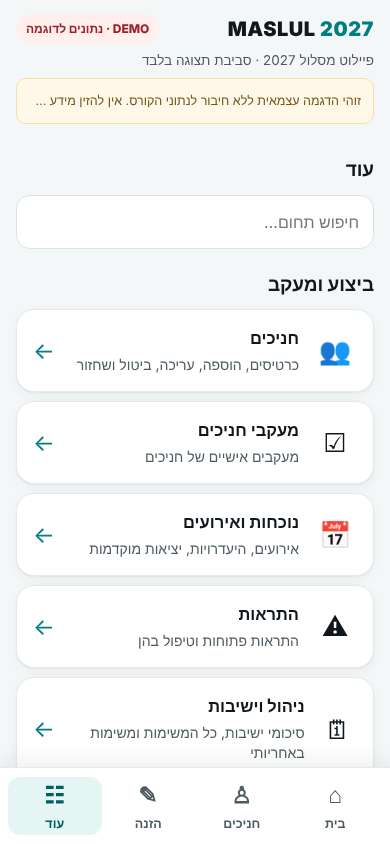 MASLUL 2027
DEMO · נתונים לדוגמה
פיילוט מסלול 2027 · סביבת תצוגה בלבד
זוהי הדגמה עצמאית ללא חיבור לנתוני הקורס. אין להזין מידע ...
עוד
חיפוש תחום...
ביצוע ומעקב
חניכים
כרטיסים, הוספה, עריכה, ביטול ושחזור
מעקבי חניכים
מעקבים אישיים של חניכים
נוכחות ואירועים
אירועים, היעדרויות, יציאות מוקדמות
התראות
התראות פתוחות וטיפול בהן
ניהול וישיבות
סיכומי ישיבות, כל המשימות ומשימות
באחריותי
בית
חניכים
הזנה
עוד